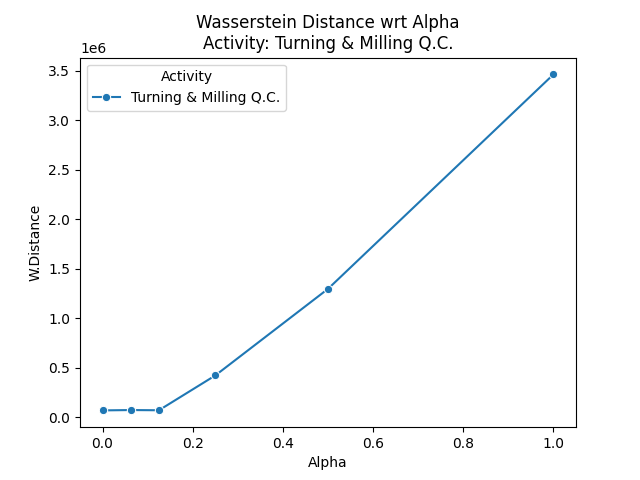 Wasserstein Distance wrt Alpha
Activity: Turning & Milling Q.C.
1e6
Activity
Turning & Milling Q.C.
3.5
3.0
2.5
2.0
1.5
1.0
0.5
0.0
W.Distance
0.0 0.2 0.4 0.6 0.8 1.0
Alpha